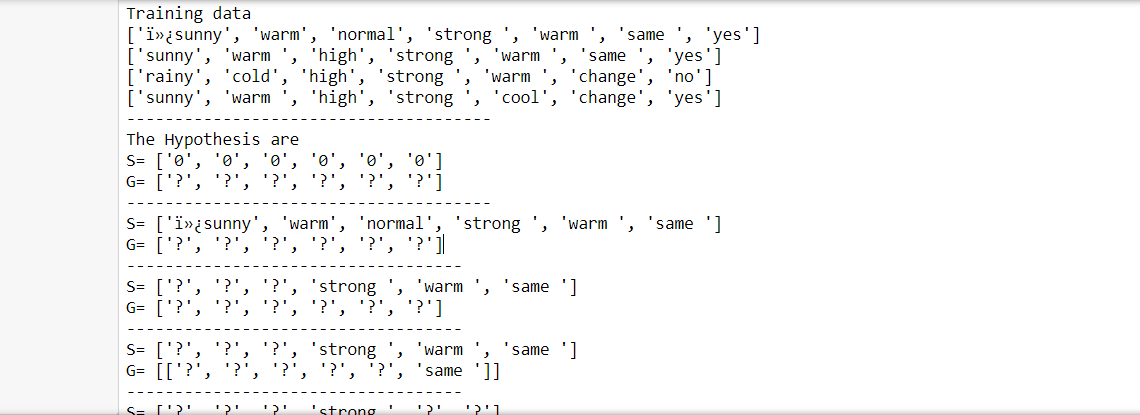 Training data
['ï»¿sunny', 'warm', 'normal', 'strong ', 'warm ', 'same ', 'yes']
['sunny', 'warm ', 'high', 'strong ', 'warm ', 'same ', 'yes']
['rainy', 'cold', 'high', 'strong ', 'warm ', 'change', 'no']
['sunny', 'warm ', 'high', 'strong ', 'cool', 'change', 'yes']
-------------------------------------
The Hypothesis are
S= ['0', '0', '0', '0', '0', '0']
G= ['?', '?', '?', '?', '?', '?']
-------------------------------------
S= ['ï»¿sunny', 'warm', 'normal', 'strong ', 'warm ', 'same ']
G= ['?', '?', '?', '?', '?', '?']
----------------------------------
S= ['?', '?', '?', 'strong ', 'warm ', 'same ']
G= ['?', '?', '?', '?', '?', '?']
----------------------------------
S= ['?', '?', '?', 'strong ', 'warm ', 'same ']
G= [['?', '?', '?', '?', '?', 'same ']]
----------------------------------
S= ['?', '?', '?', 'strong ', '?', '?']